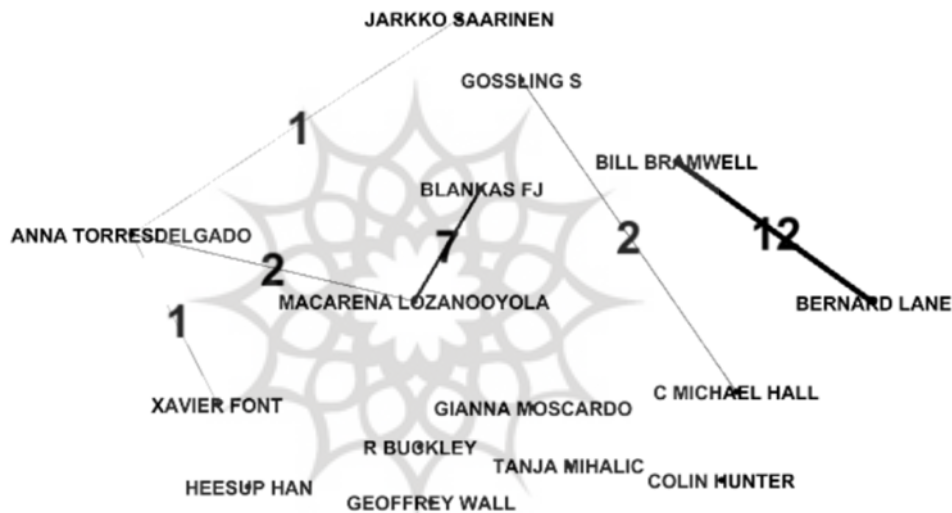 JARKKO SAARINEN
GOSSLING S
1
BILL BRAMWELL
BLANKAS FJ
ANNA TORRESDELGADO
7
2
12
2
MACARENA LOZANOOYOLA
BERNARD LANE
1
C MICHAEL HALL
XAVIER FONT
GIANNA MOSCARDO
R BUCKLEY
TANJA MIHALIC
COLIN HUNTER
HEESUP HAN
GEOFFREY WALL